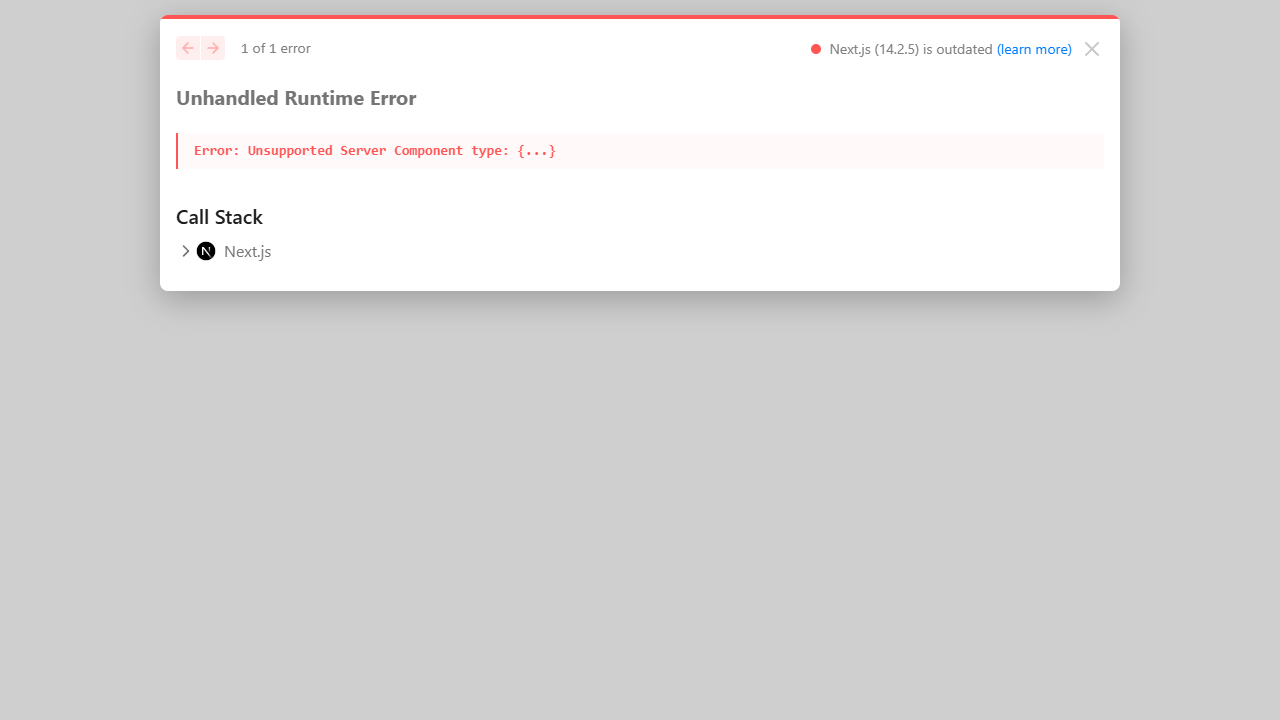 1 of 1 error
Next.js (14.2.5) is outdated (learn more)
Unhandled Runtime Error
Error: Unsupported Server Component type: {...}
Call Stack
Next.js